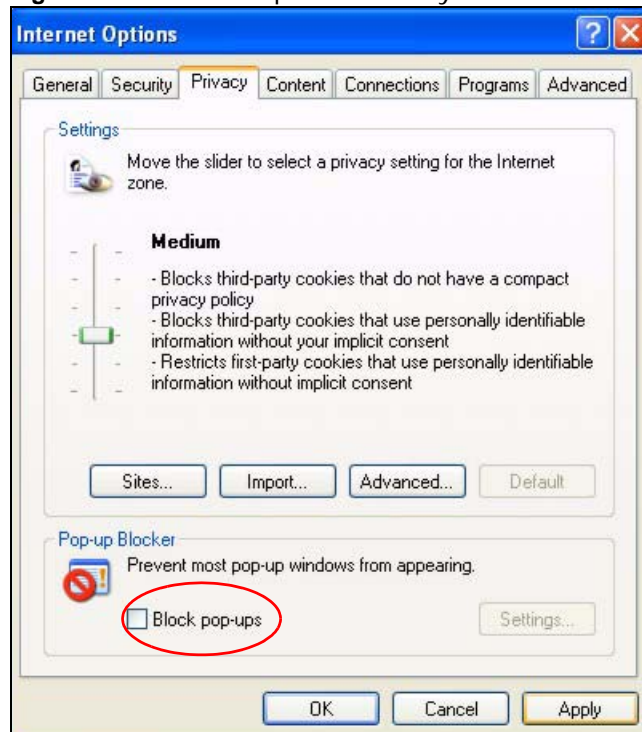 Internet Options
General Security Privacy Content Connections Programs Advanced
Settings
Move the slider to select a privacy setting for the Internet
zone.
Medium
- Blocks third-party cookies that do not have a compact
privacy policy
- Blocks third-party cookies that use personally identifiable
information without your implicit consent
- Restricts first-party cookies that use personally identifiable
information without implicit consent
Sites... Import... Advanced... Default
Pop-up Blocker
Prevent most pop-up windows from appearing.
Block pop-ups Settings...
OK Cancel Apply